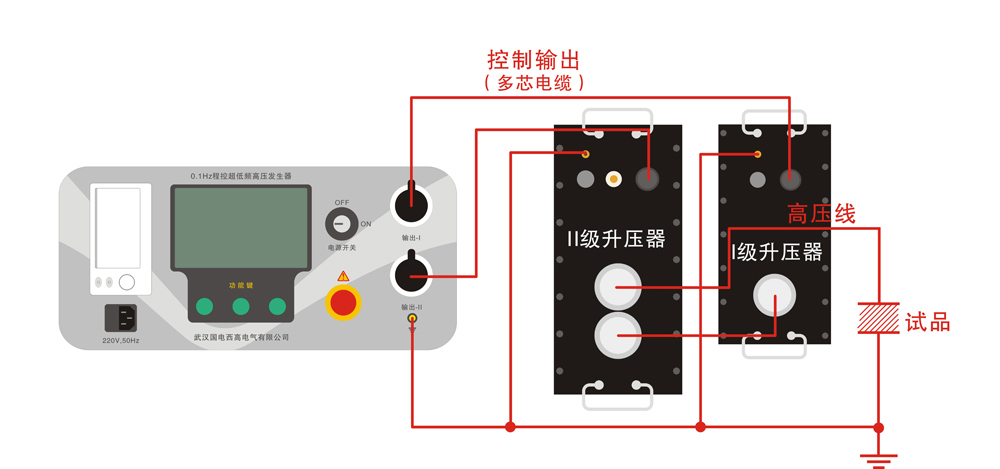 控制输出
（多芯电缆）
0.1Hz程控超低频高压发生器
OFF
ON
电源开关
输出-I
功能键
输出-II
220V,50Hz
武汉国电西高电气有限公司
高压线
II级升压器
I级升压器
试品